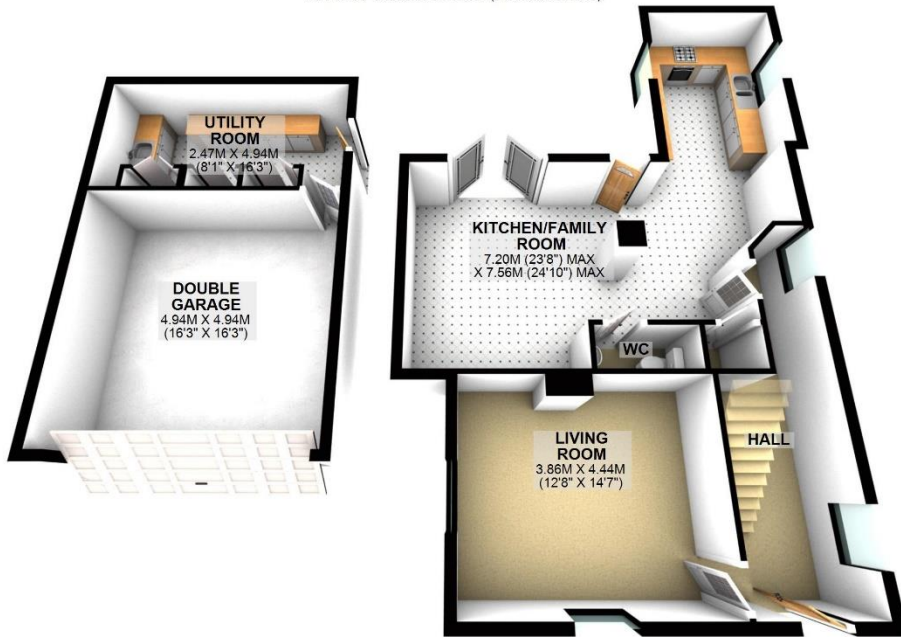 UTILITY
ROOM
2.47M X 4.94M
(8'1" X 16'3")
KITCHEN/FAMILY
ROOM
7.20M (23'8") MAX
X 7.56M (24'10") MAX
DOUBLE
GARAGE
4.94M X 4.94M
(16'3" X 16'3")
WC
LIVING
ROOM
3.86M X 4.44M
(12'8" X 14'7")
HALL